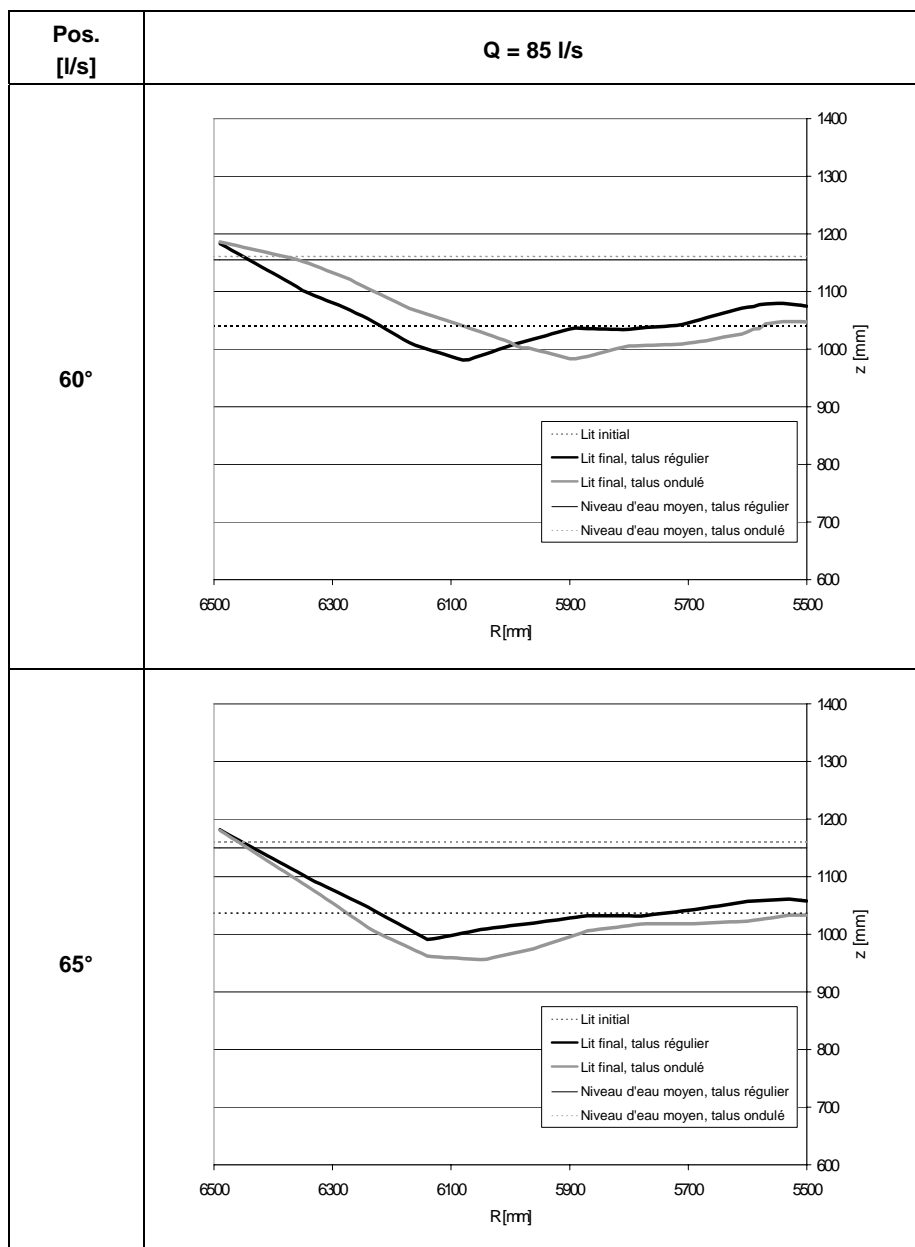 Pos.
[l/s]
Q = 85 l/s
60°
1400
1300
1200
1100
1000
900
800
700
600
z [mm]
6500 6300 6100 5900 5700 5500
R [mm]
Lit initial
Lit final, talus régulier
Lit final, talus ondulé
Niveau d'eau moyen, talus régulier
Niveau d'eau moyen, talus ondulé
65°
1400
1300
1200
1100
1000
900
800
700
600
z [mm]
6500 6300 6100 5900 5700 5500
R [mm]
Lit initial
Lit final, talus régulier
Lit final, talus ondulé
Niveau d'eau moyen, talus régulier
Niveau d'eau moyen, talus ondulé